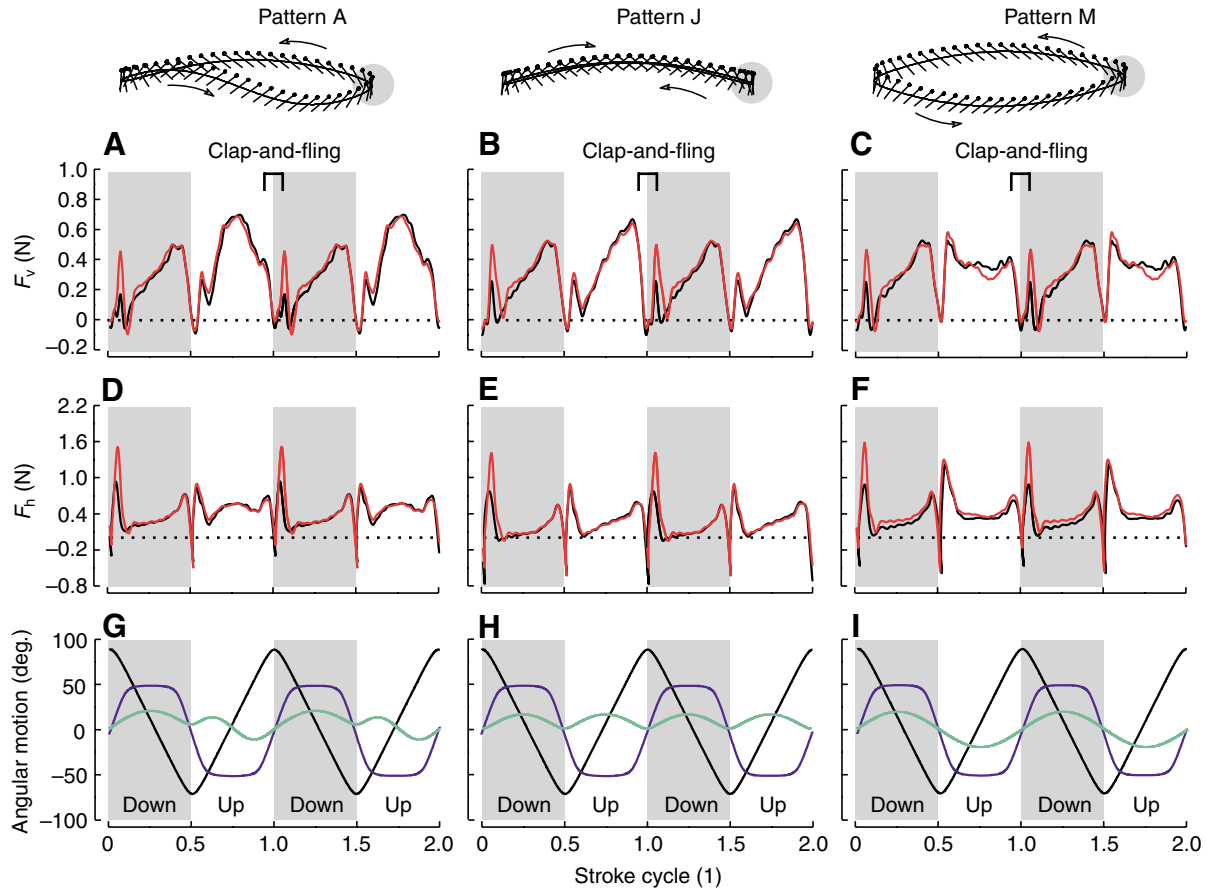 Pattern A Pattern J Pattern M
A B C
Clap-and-fling Clap-and-fling Clap-and-fling
1.0
0.8
0.6
0.4
0.2
0
–0.2
Fv (N)
D E F
2.2
1.6
1.0
0.4
–0.2
–0.8
Fh (N)
G H I
100
50
0
–50
–100
Angular motion (deg.)
Down Up Down Up Down Up Down Up Down Up Down Up
0 0.5 1.0 1.5 2.0 0 0.5 1.0 1.5 2.0 0 0.5 1.0 1.5 2.0
Stroke cycle (1)